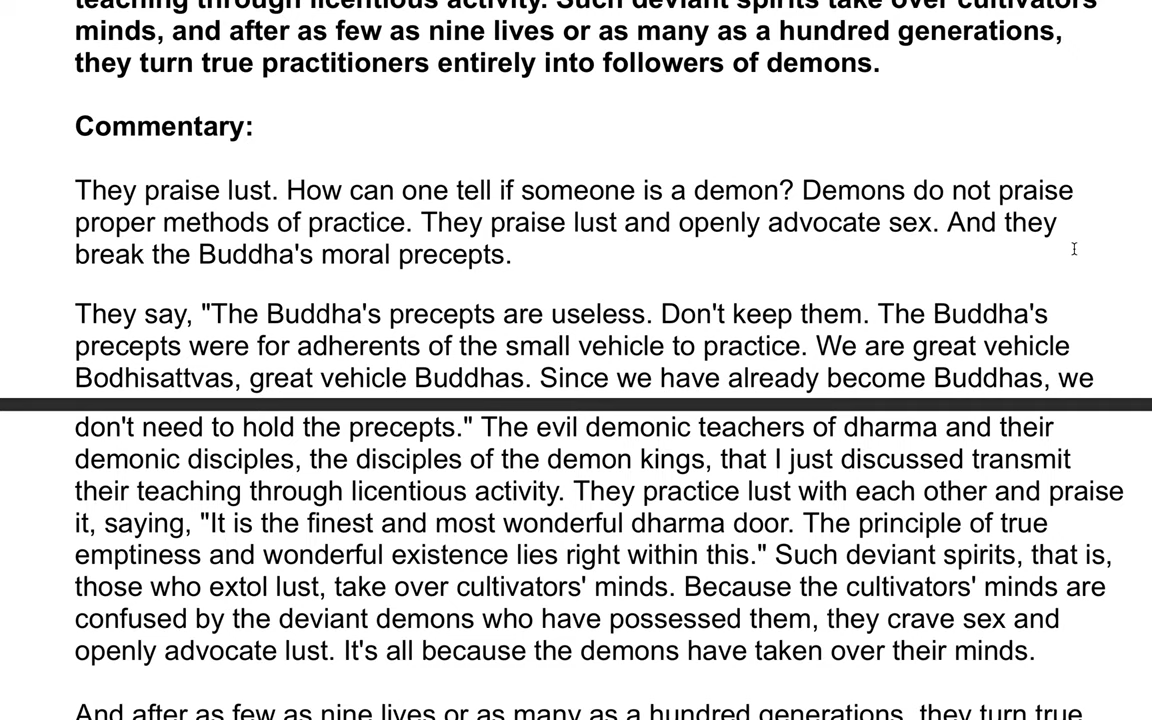 teaching through licentious activity. Such deviant spirits take over cultivators'
minds, and after as few as nine lives or as many as a hundred generations,
they turn true practitioners entirely into followers of demons.
Commentary:
They praise lust. How can one tell if someone is a demon? Demons do not praise
proper methods of practice. They praise lust and openly advocate sex. And they
break the Buddha's moral precepts.
They say, "The Buddha's precepts are useless. Don't keep them. The Buddha's
precepts were for adherents of the small vehicle to practice. We are great vehicle
Bodhisattvas, great vehicle Buddhas. Since we have already become Buddhas, we
don't need to hold the precepts." The evil demonic teachers of dharma and their
demonic disciples, the disciples of the demon kings, that I just discussed transmit
their teaching through licentious activity. They practice lust with each other and praise
it, saying, "It is the finest and most wonderful dharma door. The principle of true
emptiness and wonderful existence lies right within this." Such deviant spirits, that is,
those who extol lust, take over cultivators' minds. Because the cultivators' minds are
confused by the deviant demons who have possessed them, they crave sex and
openly advocate lust. It's all because the demons have taken over their minds.
And after as few as nine lives or as many as a hundred generations, they turn true